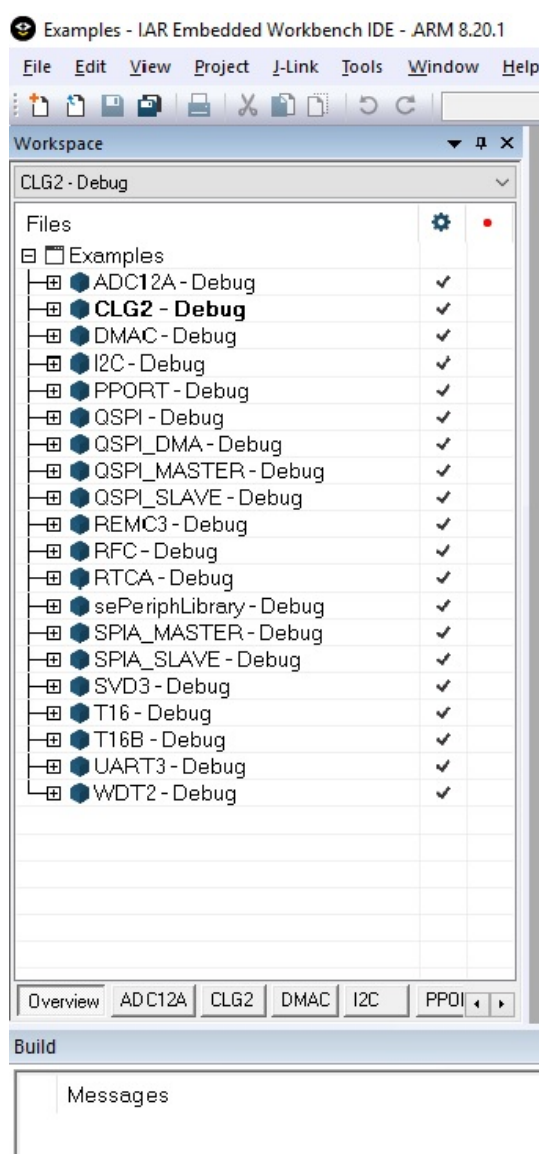 Examples - IAR Embedded Workbench IDE - ARM 8.20.1
File Edit View Project J-Link Tools Window Help
Workspace
CLG2 - Debug
Files
Examples
ADC12A - Debug
CLG2 - Debug
DMAC - Debug
I2C - Debug
PPORT - Debug
QSPI - Debug
QSPI_DMA - Debug
QSPI_MASTER - Debug
QSPI_SLAVE - Debug
REMC3 - Debug
RFC - Debug
RTCA - Debug
sePeriphLibrary - Debug
SPIA_MASTER - Debug
SPIA_SLAVE - Debug
SVD3 - Debug
T16 - Debug
T16B - Debug
UART3 - Debug
WDT2 - Debug
Overview ADC12A CLG2 DMAC I2C
Build
Messages